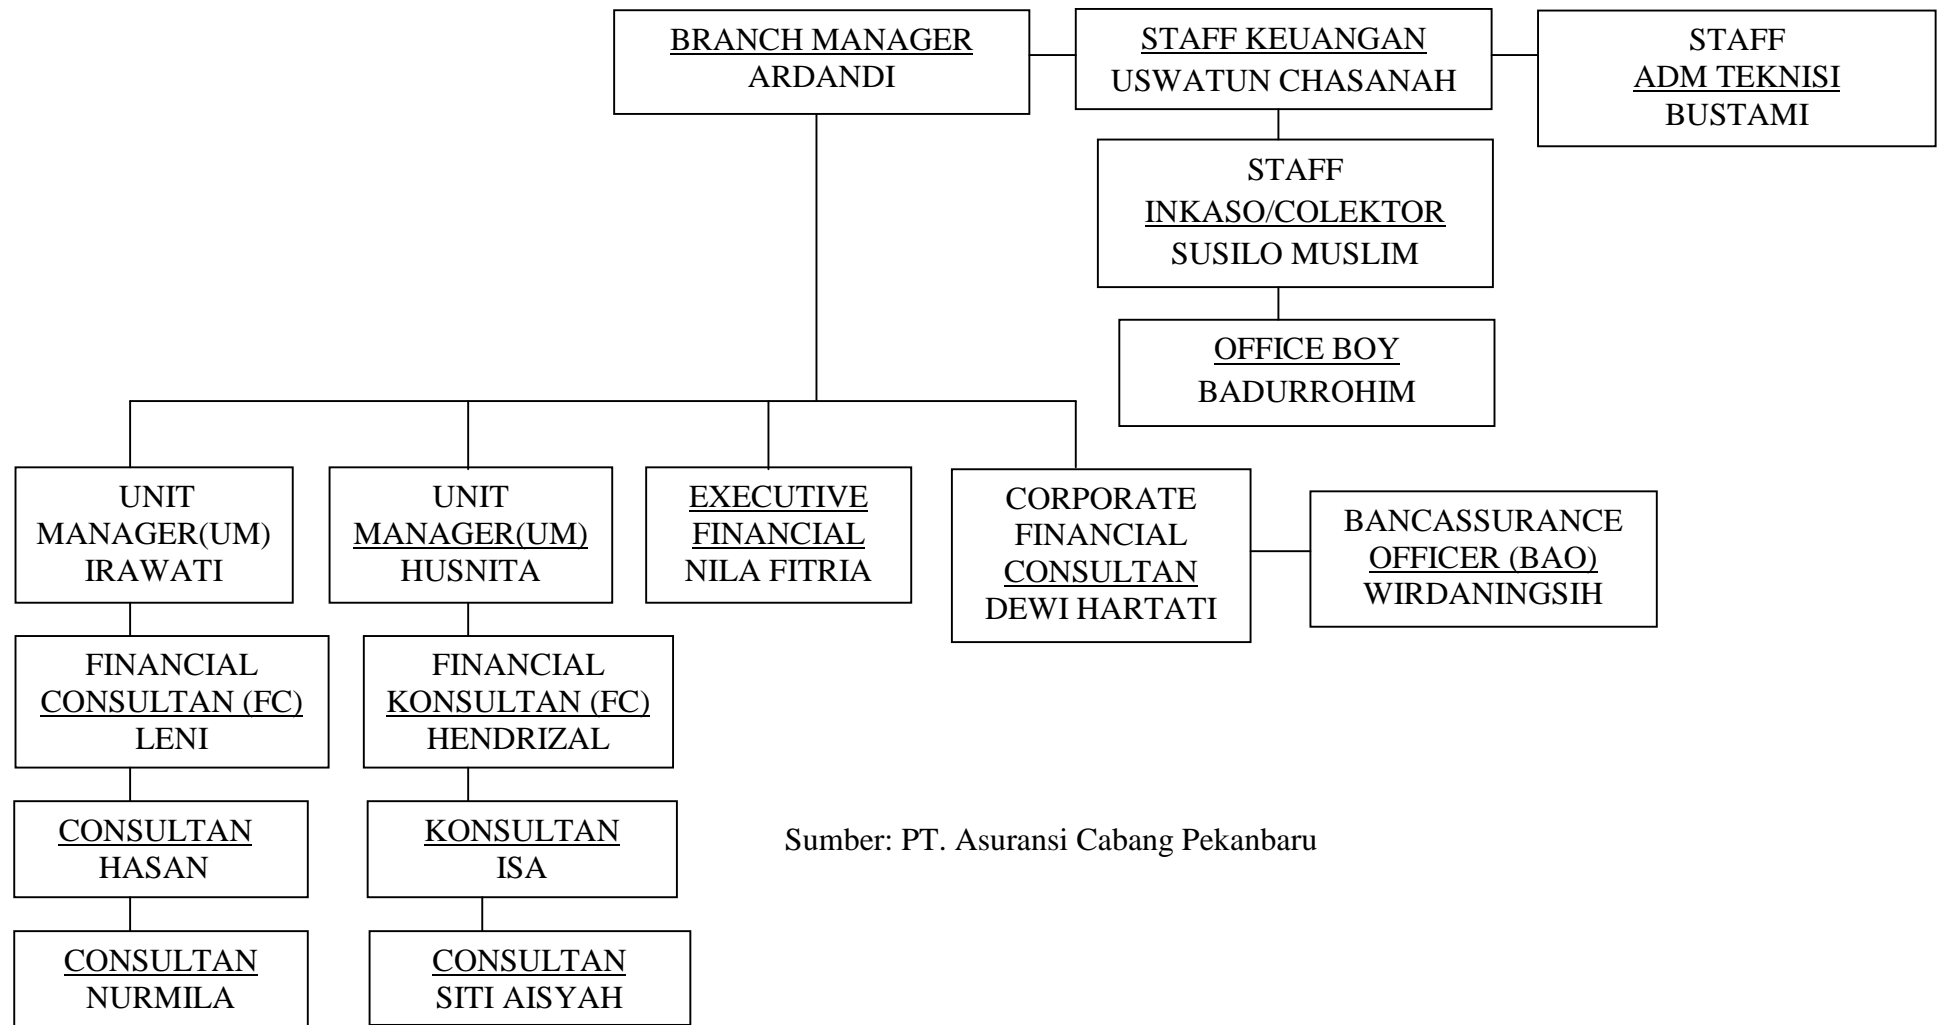 BRANCH MANAGER
ARDANDI
STAFF KEUANGAN
USWATUN CHASANAH
STAFF
ADM TEKNISI
BUSTAMI
STAFF
INKASO/COLEKTOR
SUSILO MUSLIM
OFFICE BOY
BADURROHIM
UNIT
MANAGER(UM)
IRAWATI
UNIT
MANAGER(UM)
HUSNITA
EXECUTIVE
FINANCIAL
NILA FITRIA
CORPORATE
FINANCIAL
CONSULTAN
DEWI HARTATI
BANCASSURANCE
OFFICER (BAO)
WIRDANINGSIH
FINANCIAL
CONSULTAN (FC)
LENI
FINANCIAL
KONSULTAN (FC)
HENDRIZAL
CONSULTAN
HASAN
KONSULTAN
ISA
Sumber: PT. Asuransi Cabang Pekanbaru
CONSULTAN
NURMILA
CONSULTAN
SITI AISYAH